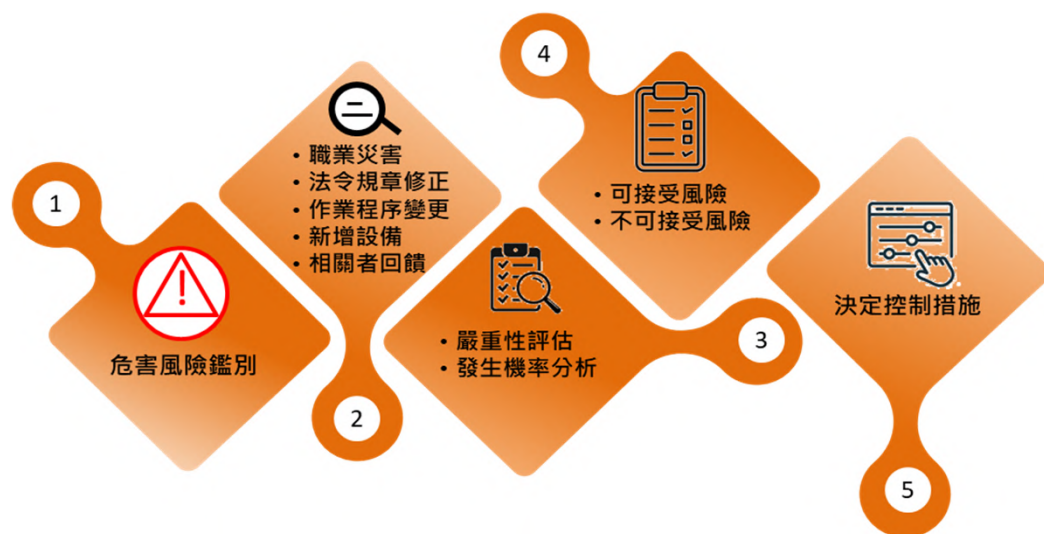 1
危害風險鑑別
2
• 職業災害
• 法令規章修正
• 作業程序變更
• 新增設備
• 相關者回饋
3
• 嚴重性評估
• 發生機率分析
4
• 可接受風險
• 不可接受風險
5
決定控制措施